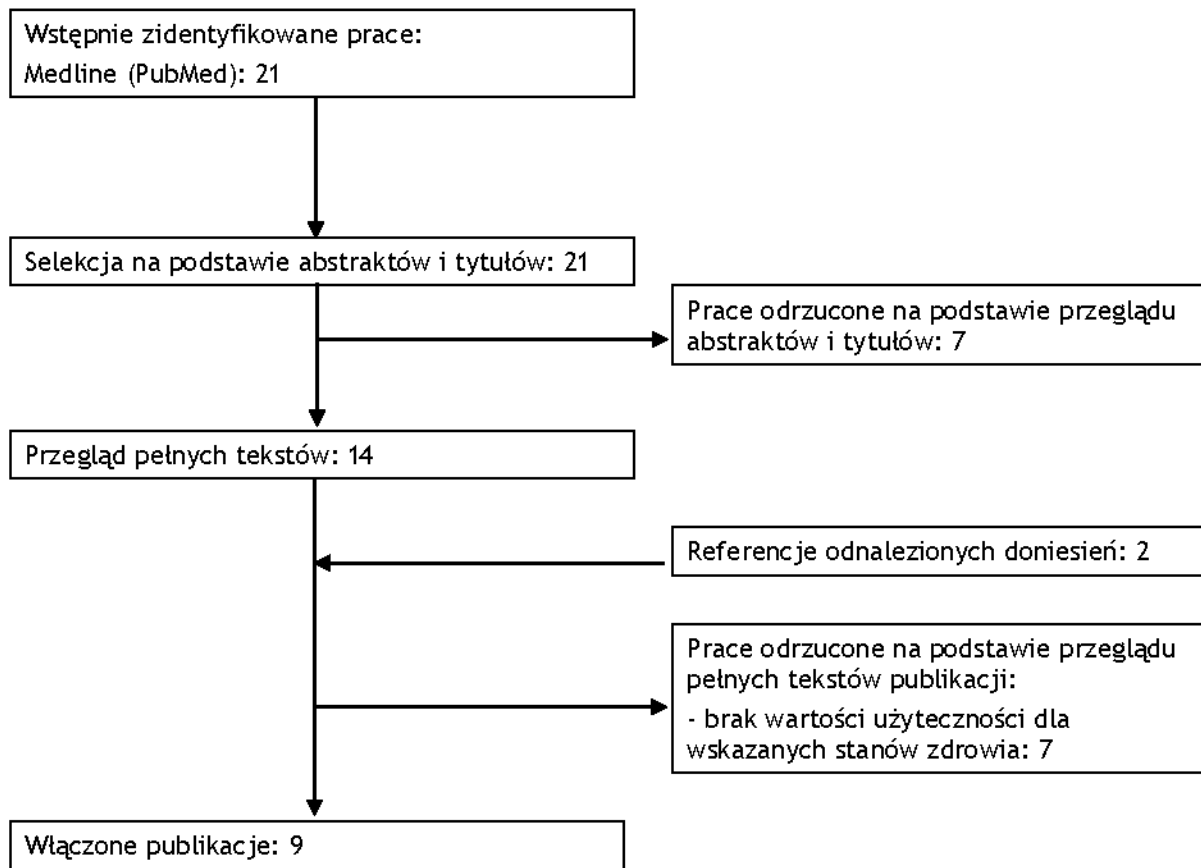 Wstępnie zidentyfikowane prace:
Medline (PubMed): 21
Selekcja na podstawie abstraktów i tytułów: 21
Prace odrzucone na podstawie przeglądu
abstraktów i tytułów: 7
Przegląd pełnych tekstów: 14
Referencje odnalezionych doniesień: 2
Prace odrzucone na podstawie przeglądu
pełnych tekstów publikacji:
- brak wartości użyteczności dla
wskazanych stanów zdrowia: 7
Włączone publikacje: 9